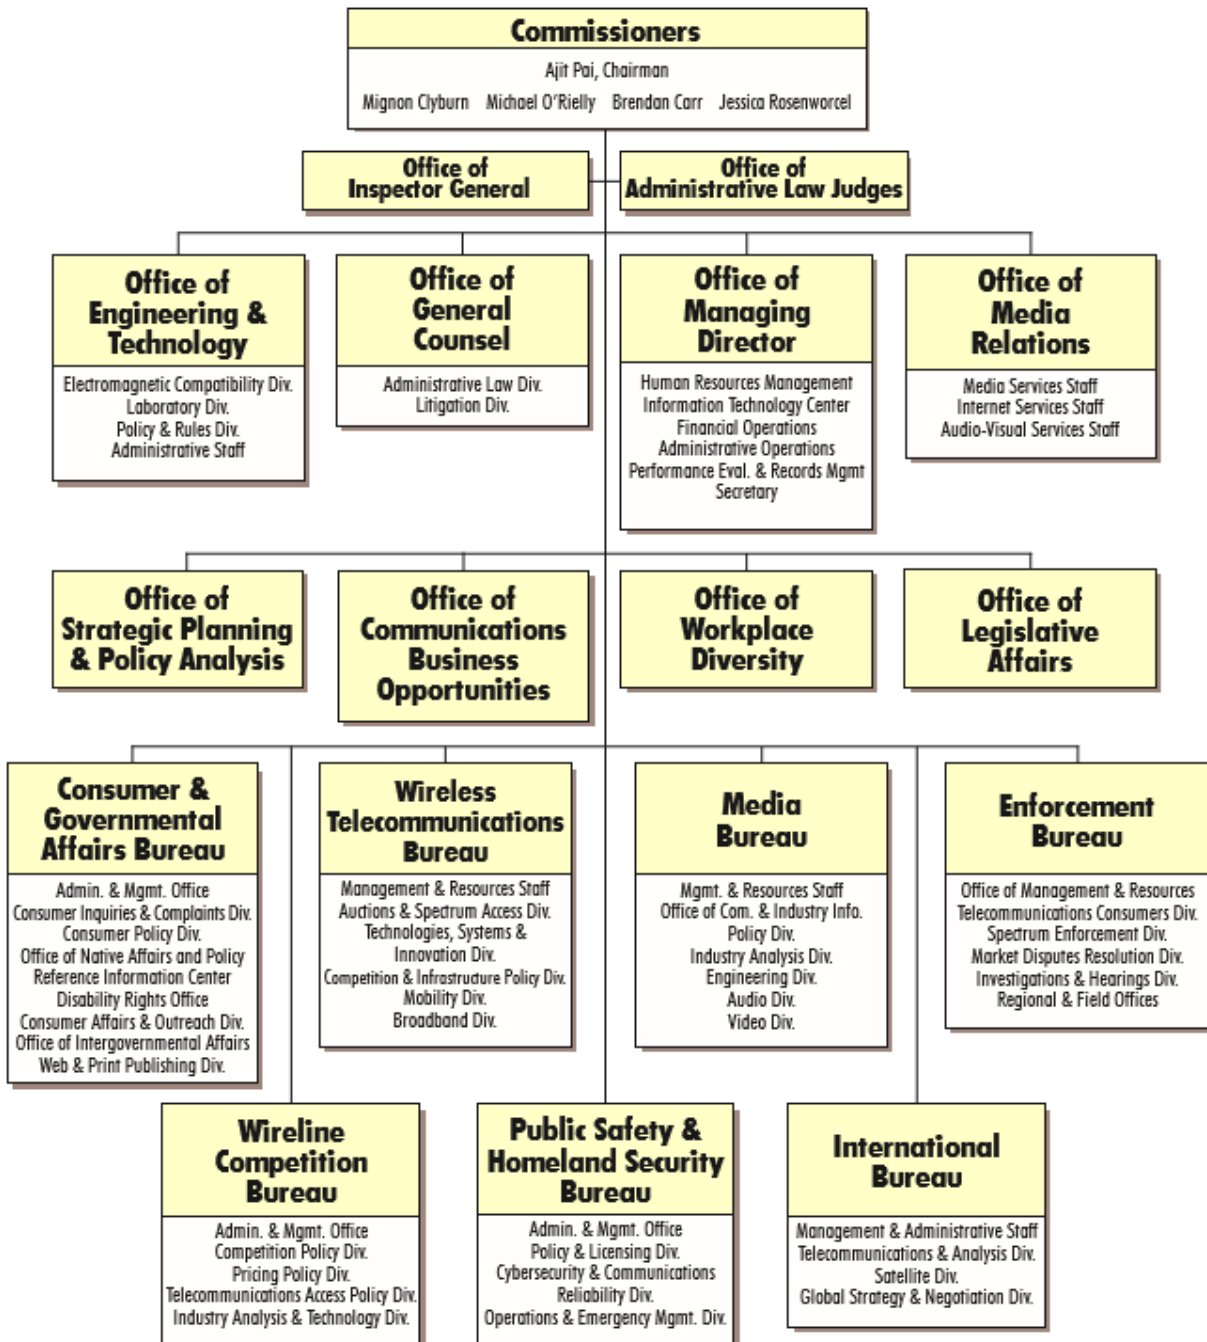 Commissioners
Ajit Pai, Chairman
Mignon Clyburn Michael O'Rielly Brendan Carr Jessica Rosenworcel
Office of
Inspector General
Office of
Administrative Law Judges
Office of
Engineering &
Technology
Electromagnetic Compatibility Div.
Laboratory Div.
Policy & Rules Div.
Administrative Staff
Office of
General
Counsel
Administrative Law Div.
Litigation Div.
Office of
Managing
Director
Human Resources Management
Information Technology Center
Financial Operations
Administrative Operations
Performance Eval. & Records Mgmt
Secretary
Office of
Media
Relations
Media Services Staff
Internet Services Staff
Audio-Visual Services Staff
Office of
Strategic Planning
& Policy Analysis
Office of
Communications
Business
Opportunities
Office of
Workplace
Diversity
Office of
Legislative
Affairs
Consumer &
Governmental
Affairs Bureau
Admin. & Mgmt. Office
Consumer Inquiries & Complaints Div.
Consumer Policy Div.
Office of Native Affairs and Policy
Reference Information Center
Disability Rights Office
Consumer Affairs & Outreach Div.
Office of Intergovernmental Affairs
Web & Print Publishing Div.
Wireless
Telecommunications
Bureau
Management & Resources Staff
Auctions & Spectrum Access Div.
Technologies, Systems &
Innovation Div.
Competition & Infrastructure Policy Div.
Mobility Div.
Broadband Div.
Media
Bureau
Mgmt. & Resources Staff
Office of Com. & Industry Info.
Policy Div.
Industry Analysis Div.
Engineering Div.
Audio Div.
Video Div.
Enforcement
Bureau
Office of Management & Resources
Telecommunications Consumers Div.
Spectrum Enforcement Div.
Market Disputes Resolution Div.
Investigations & Hearings Div.
Regional & Field Offices
Wireline
Competition
Bureau
Admin. & Mgmt. Office
Competition Policy Div.
Pricing Policy Div.
Telecommunications Access Policy Div.
Industry Analysis & Technology Div.
Public Safety &
Homeland Security
Bureau
Admin. & Mgmt. Office
Policy & Licensing Div.
Cybersecurity & Communications
Reliability Div.
Operations & Emergency Mgmt. Div.
International
Bureau
Management & Administrative Staff
Telecommunications & Analysis Div.
Satellite Div.
Global Strategy & Negotiation Div.